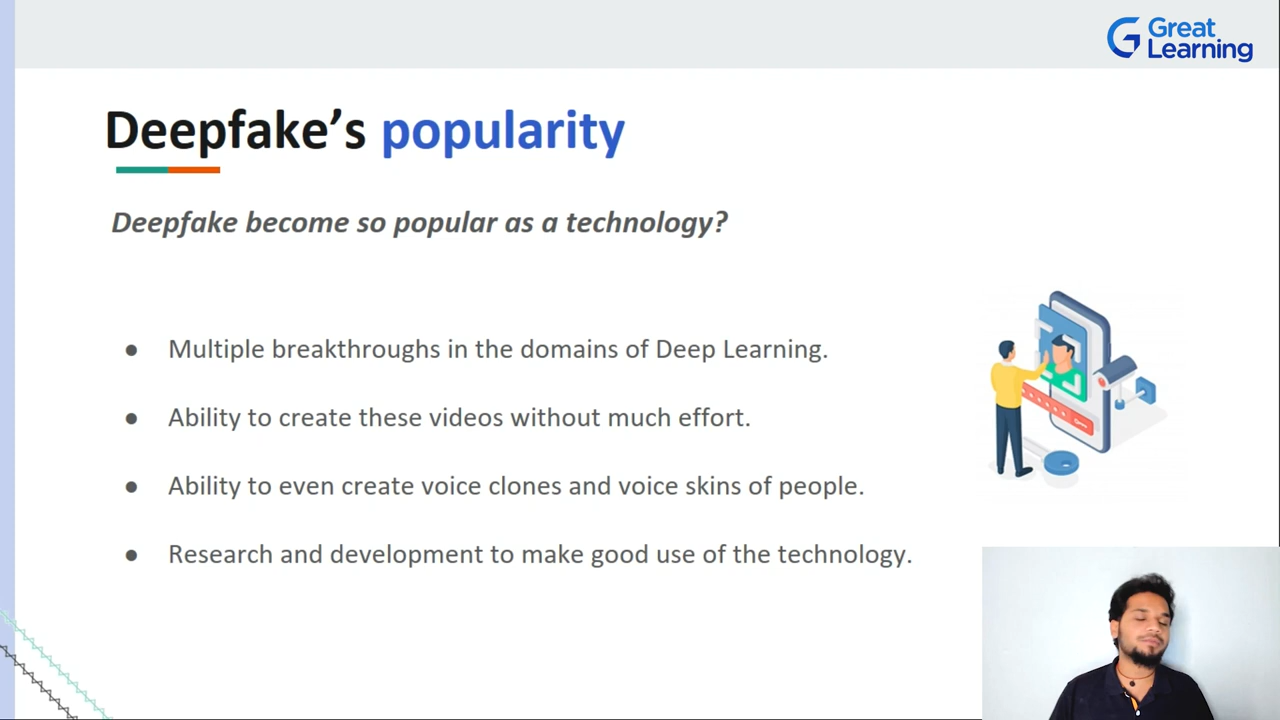 Great
Learning
Deepfake’s popularity
Deepfake become so popular as a technology?
● Multiple breakthroughs in the domains of Deep Learning.
● Ability to create these videos without much effort.
● Ability to even create voice clones and voice skins of people.
● Research and development to make good use of the technology.